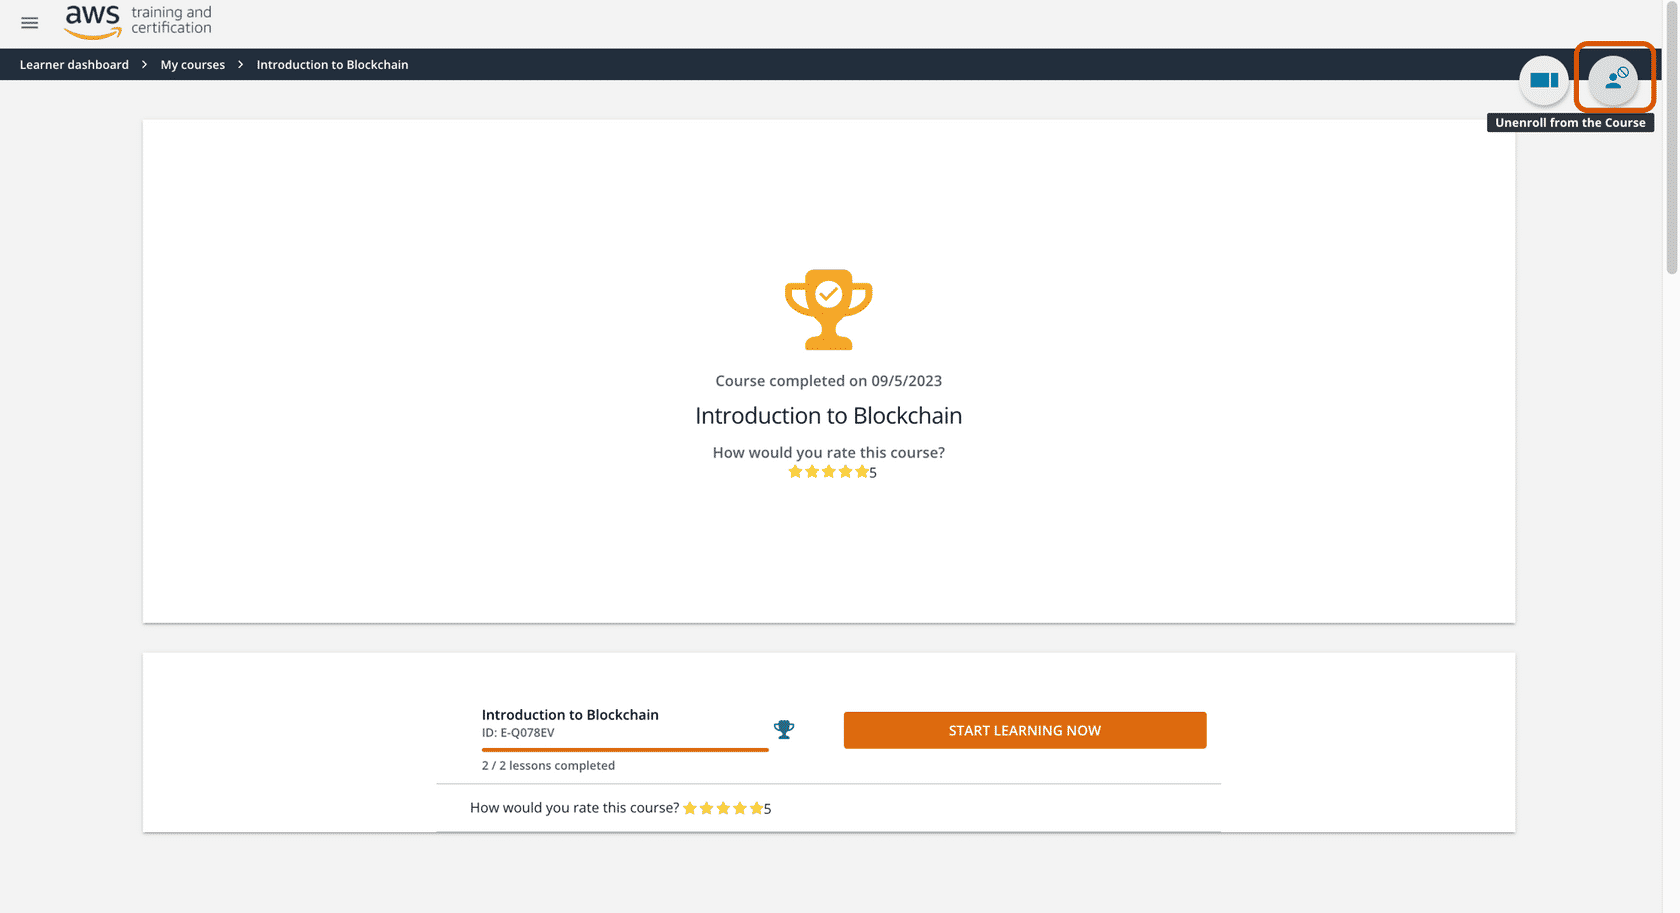 aws training and
certification
Learner dashboard > My courses > Introduction to Blockchain
Unenroll from the Course
Course completed on 09/5/2023
Introduction to Blockchain
How would you rate this course?
5
Introduction to Blockchain
ID: E-Q078EV
START LEARNING NOW
2 / 2 lessons completed
How would you rate this course? 5